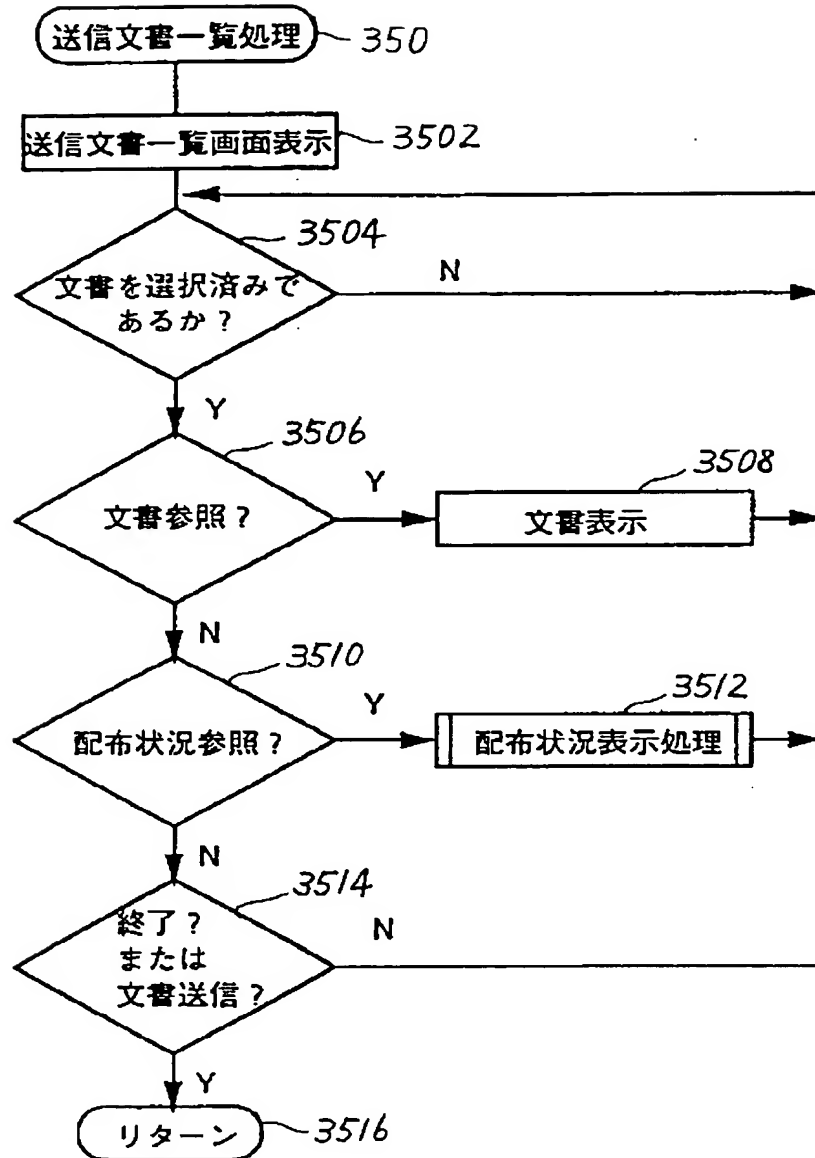 送信文書一覧処理 350
送信文書一覧画面表示 3502
3504
文書を選択済みで
あるか？
N
Y
3506
文書参照？
Y
3508
文書表示
N
3510
配布状況参照？
Y
3512
配布状況表示処理
N
3514
終了？
または
文書送信？
N
Y
リターン 3516